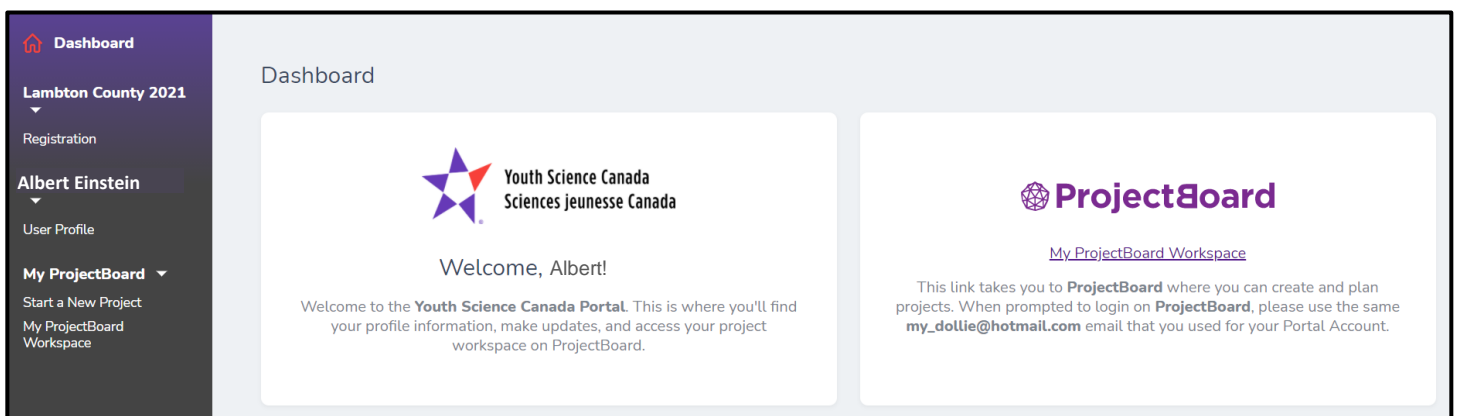 Dashboard
Lambton County 2021
Registration
Albert Einstein
User Profile
My ProjectBoard
Start a New Project
My ProjectBoard
Workspace
Dashboard
Youth Science Canada
Sciences jeunesse Canada
Welcome, Albert!
Welcome to the Youth Science Canada Portal. This is where you'll find
your profile information, make updates, and access your project
workspace on ProjectBoard.
ProjectBoard
My ProjectBoard Workspace
This link takes you to ProjectBoard where you can create and plan
projects. When prompted to login on ProjectBoard, please use the same
my_dollie@hotmail.com email that you used for your Portal Account.